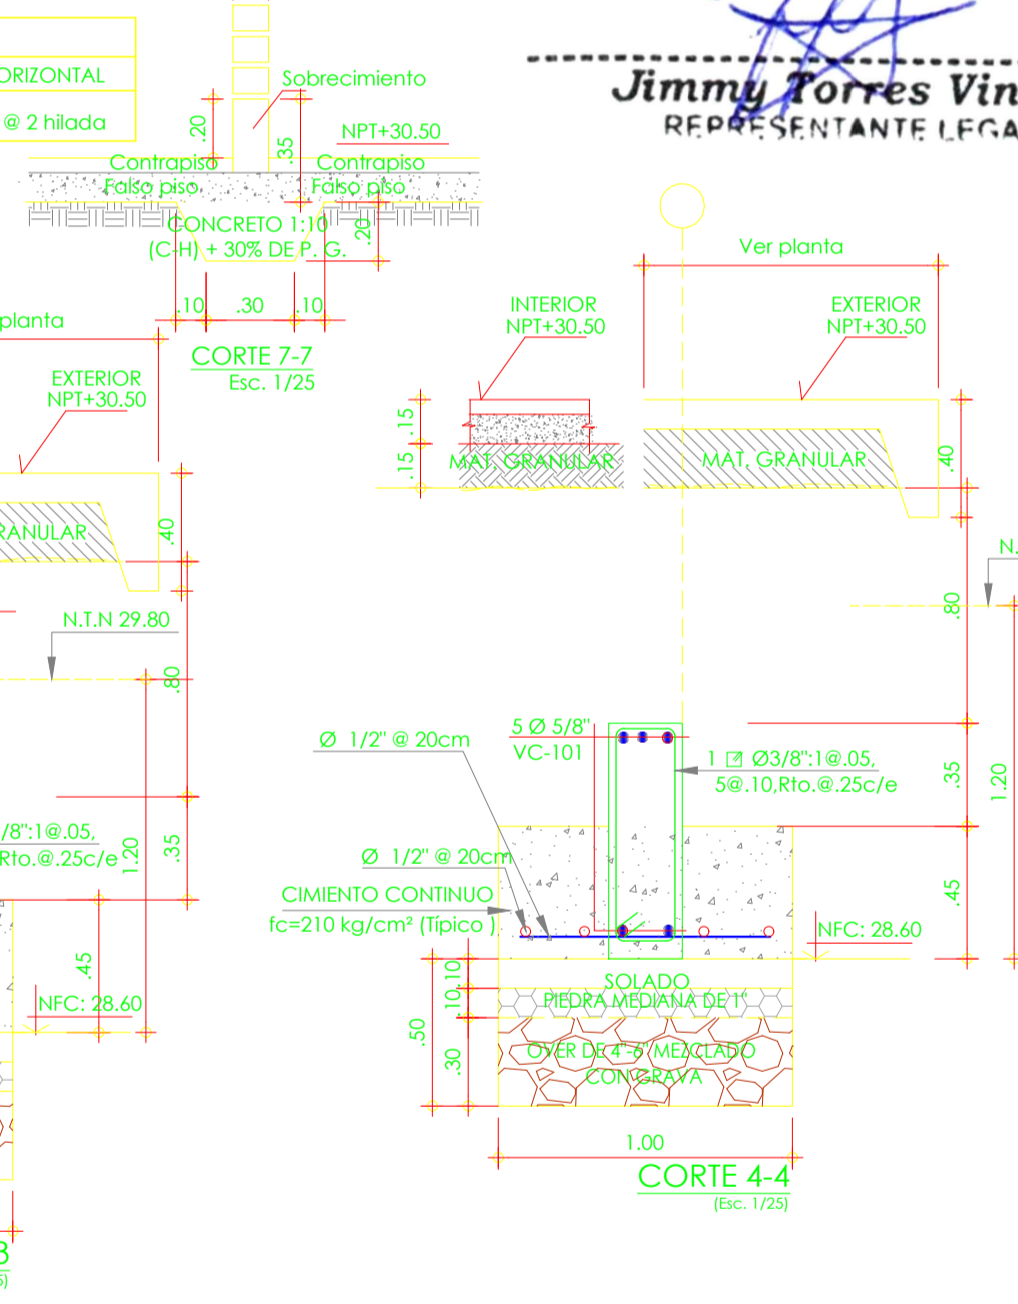 ORIZONTAL
@ 2 hilada
Sobrecimiento
.20
.35
NPT+30.50
Contrapiso
Contrapiso
Falso piso
Falso piso
CONCRETO 1:10
(C-H) + 30% DE P. G.
.20
.10
.30
.10
CORTE 7-7
Esc. 1/25
Jimmy Torres Vin
REPRESENTANTE LEGA
planta
EXTERIOR
NPT+30.50
RANULAR
.40
N.T.N 29.80
.80
/8":1@.05,
Rto.@.25c/e
1.20
.35
.45
NFC: 28.60
3
Ver planta
INTERIOR
NPT+30.50
EXTERIOR
NPT+30.50
.15
.15
MAT. GRANULAR
MAT. GRANULAR
.40
N.
.80
5 Ø 5/8"
VC-101
Ø 1/2" @ 20cm
1 Ø3/8":1@.05,
5@.10,Rto.@.25c/e
.35
1.20
Ø 1/2" @ 20cm
CIMIENTO CONTINUO
fc=210 kg/cm² (Típico )
.45
NFC: 28.60
SOLADO
PIEDRA MEDIANA DE 1"
OVER DE 4"-6" MEZCLADO
CON GRAVA
.10
.10
.50
.30
1.00
CORTE 4-4
(Esc. 1/25)